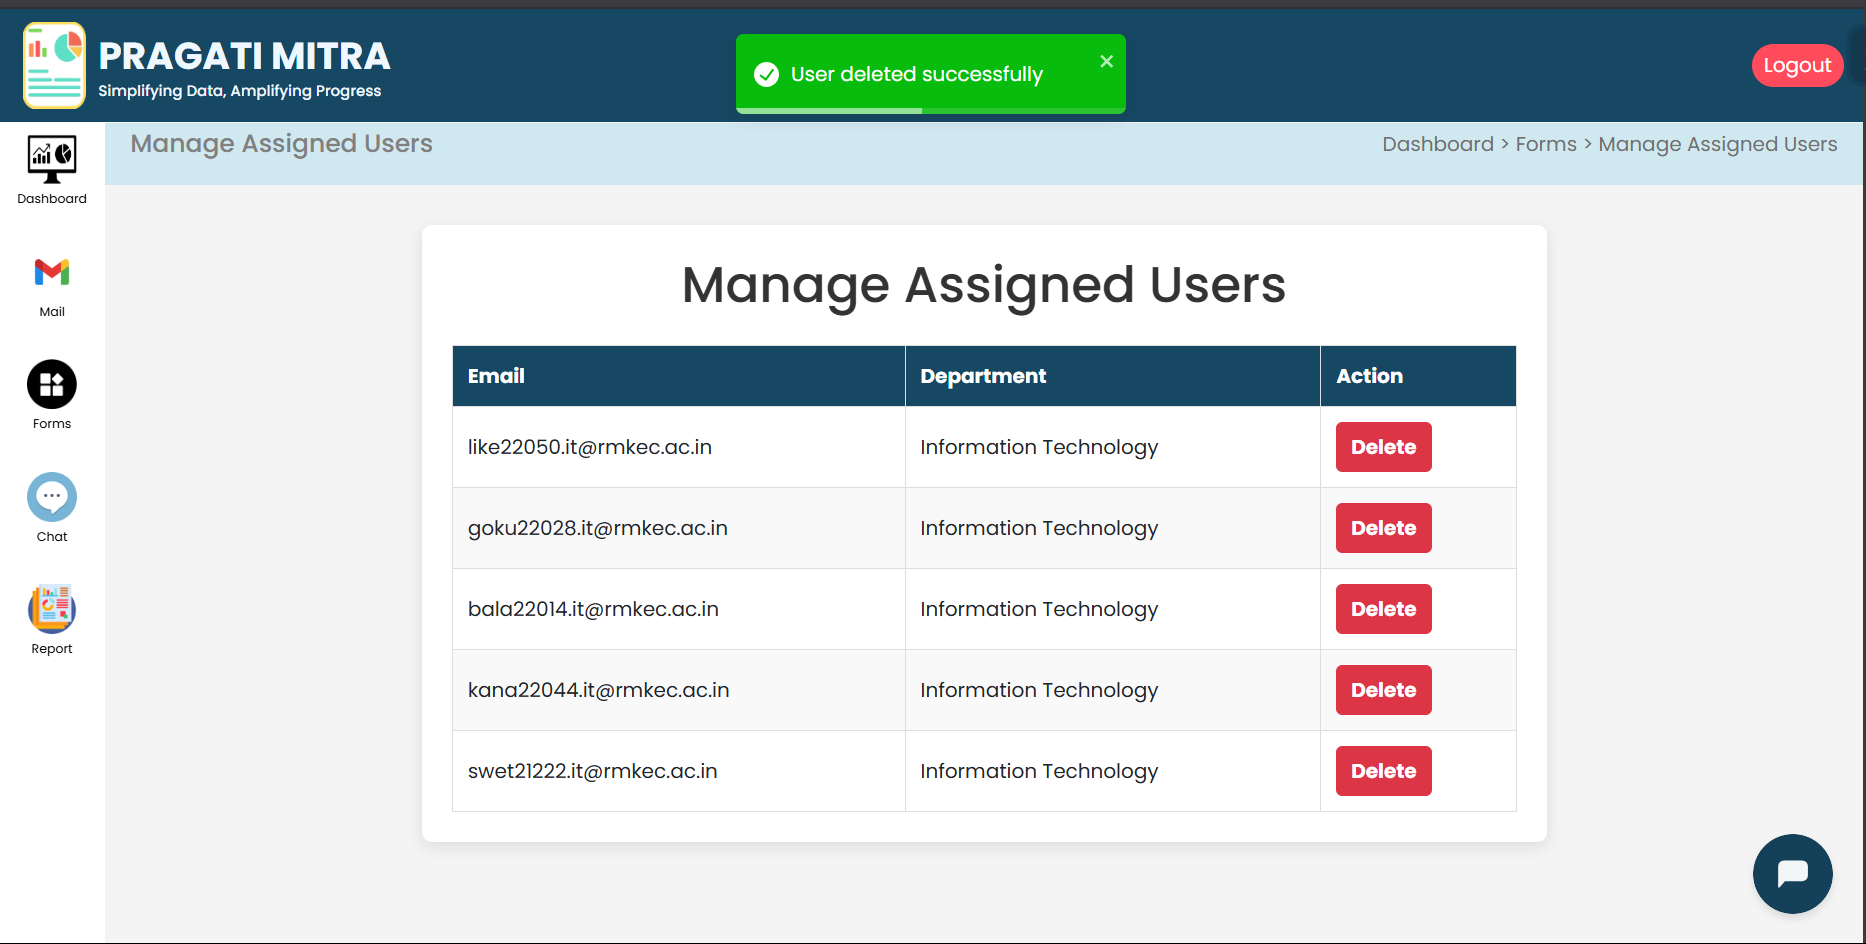 PRAGATI MITRA
Simplifying Data, Amplifying Progress
User deleted successfully
Logout
Manage Assigned Users
Dashboard > Forms > Manage Assigned Users
Dashboard
Mail
Forms
Chat
Report
Manage Assigned Users
Email Department Action
like22050.it@rmkec.ac.in Information Technology Delete
goku22028.it@rmkec.ac.in Information Technology Delete
bala22014.it@rmkec.ac.in Information Technology Delete
kana22044.it@rmkec.ac.in Information Technology Delete
swet21222.it@rmkec.ac.in Information Technology Delete